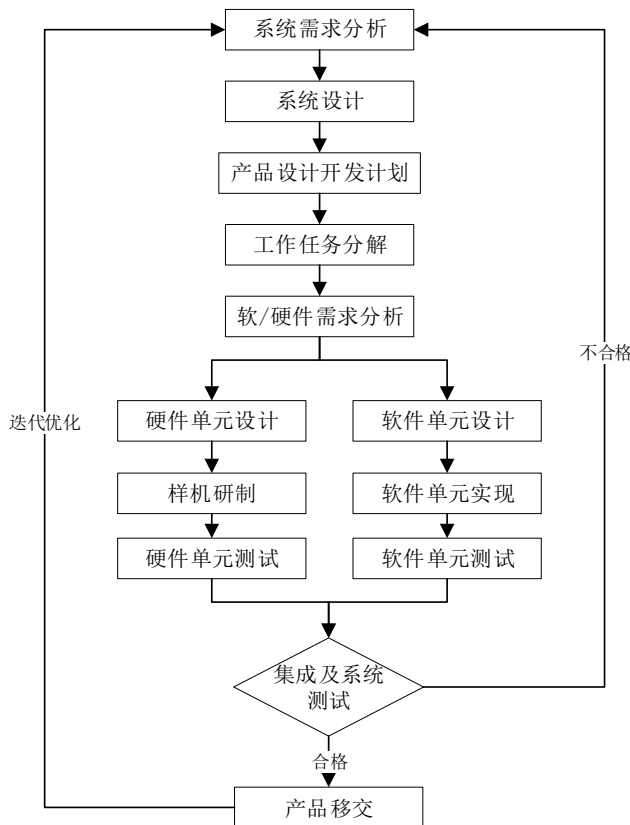 系统需求分析
系统设计
产品设计开发计划
工作任务分解
软/硬件需求分析
不合格
迭代优化
硬件单元设计
软件单元设计
样机研制
软件单元实现
硬件单元测试
软件单元测试
集成及系统
测试
合格
产品移交